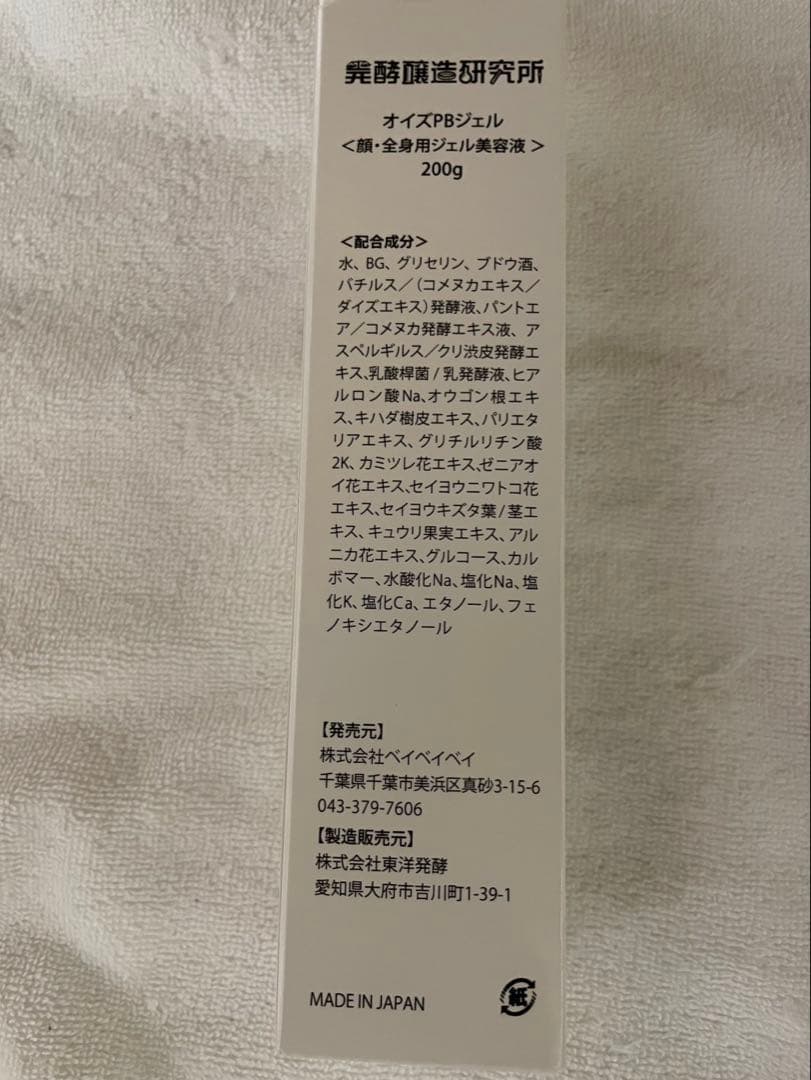 発酵醸造研究所
オイズPBジェル
＜顔・全身用ジェル美容液 ＞
200g
＜配合成分＞
水、BG、グリセリン、ブドウ酒、
バチルス／（コメヌカエキス／
ダイズエキス）発酵液、パントエ
ア／コメヌカ発酵エキス液、ア
スペルギルス／クリ渋皮発酵エ
キス、乳酸桿菌 / 乳発酵液、ヒア
ルロン酸Na、オウゴン根エキ
ス、キハダ樹皮エキス、パリエタ
リアエキス、グリチルリチン酸
2K、カミツレ花エキス、ゼニアオ
イ花エキス、セイヨウニワトコ花
エキス、セイヨウキズタ葉 / 茎エ
キス、キュウリ果実エキス、アル
ニカ花エキス、グルコース、カル
ボマー、水酸化Na、塩化Na、塩
化K、塩化Ca、エタノール、フェ
ノキシエタノール
【発売元】
株式会社ベイベイベイ
千葉県千葉市美浜区真砂3-15-6
043-379-7606
【製造販売元】
株式会社東洋発酵
愛知県大府市吉川町1-39-1
MADE IN JAPAN
紙